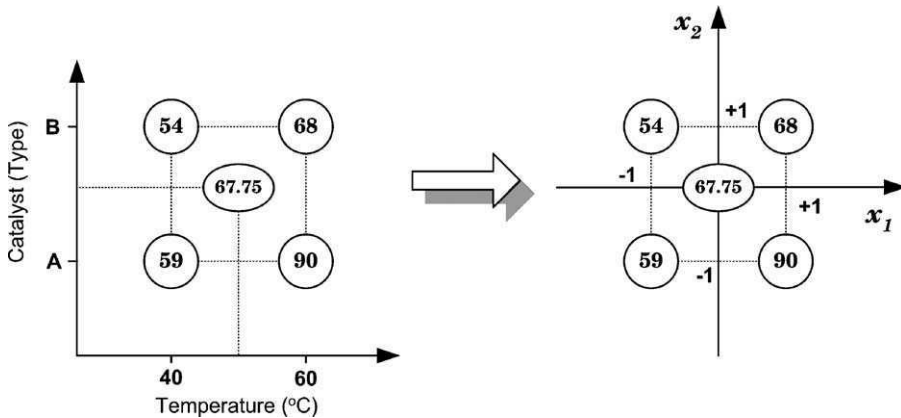 Catalyst (Type)
B
A
54
68
67.75
59
90
40
60
Temperature (°C)
x2
x1
54
+1
68
-1
67.75
+1
59
-1
90